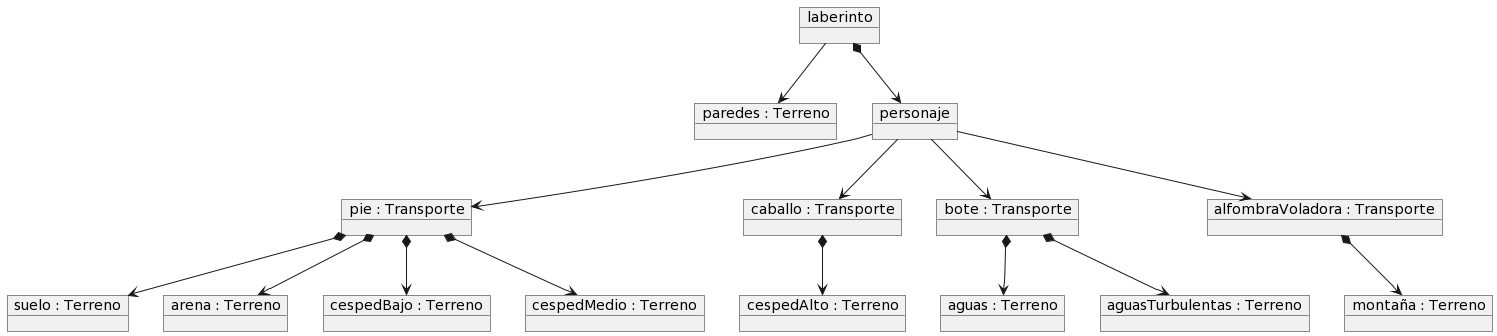 laberinto
paredes : Terreno
personaje
pie : Transporte
caballo : Transporte
bote : Transporte
alfombraVoladora : Transporte
suelo : Terreno
arena : Terreno
cespedBajo : Terreno
cespedMedio : Terreno
cespedAlto : Terreno
aguas : Terreno
aguasTurbulentas : Terreno
montaña : Terreno